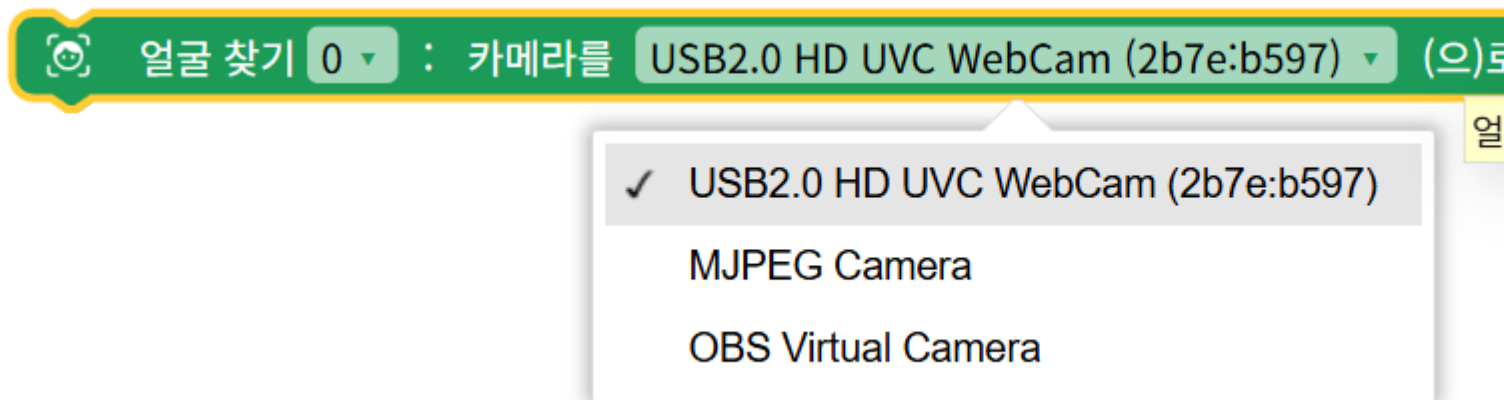 얼굴 찾기 0 : 카메라를 USB2.0 HD UVC WebCam (2b7e:b597) (으)로
얼
USB2.0 HD UVC WebCam (2b7e:b597)
MJPEG Camera
OBS Virtual Camera